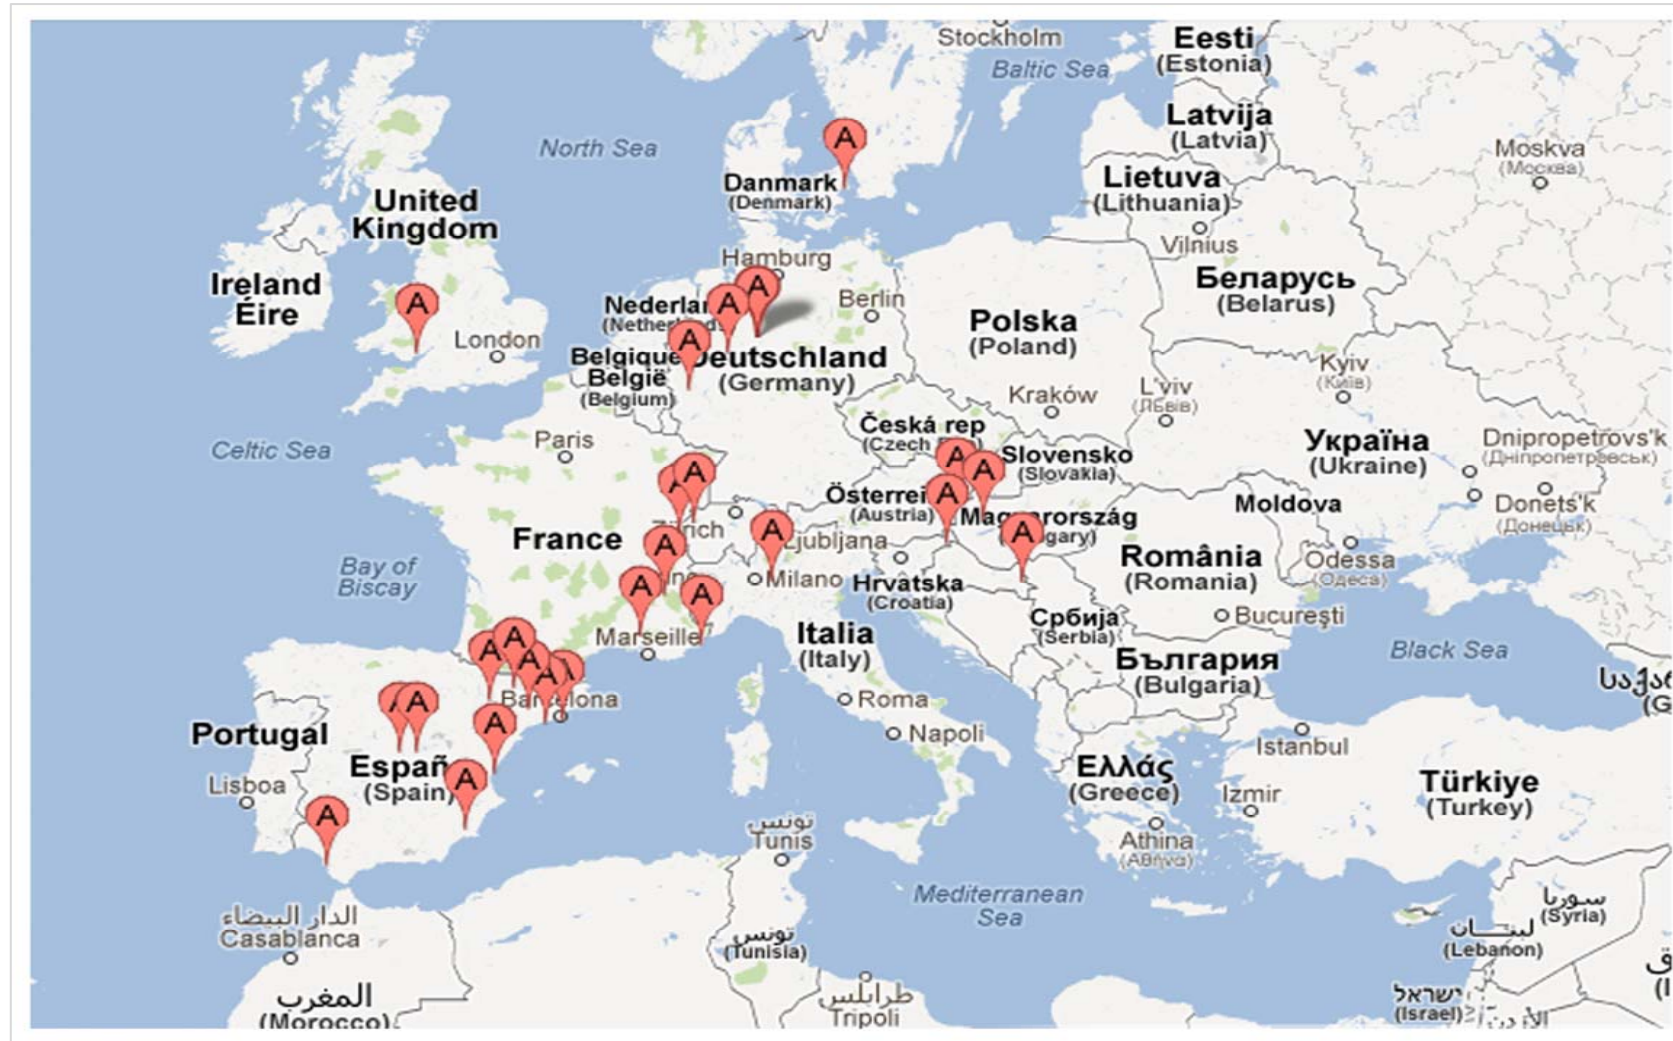 Stockholm
Baltic Sea
Eesti
(Estonia)
Latvija
(Latvia)
Moskva
(Москва)
North Sea
A
Danmark
(Denmark)
Lietuva
(Lithuania)
Vilnius
United
Kingdom
Hamburg
Беларусь
(Belarus)
Ireland
Éire
A
London
A
A
Berlin
A
Polska
(Poland)
Deutschland
(Germany)
Belgique
België
(Belgium)
Kyiv
(Київ)
Kraków
L'viv
(Львів)
Celtic Sea
Paris
Česká rep
A
A
A
Slovensko
(Slovakia)
Україна
(Ukraine)
Dnipropetrovs'k
(Дніпропетровськ)
Donets'k
(Донецьк)
A
A
(Austria)
Moldova
France
A
A
Ljubljana
A
România
(Romania)
Odessa
(Одеса)
Bay of
Biscay
A
A
Milano
Hrvatska
(Croatia)
Србија
(Serbia)
Bucureşti
Marseille
Italia
(Italy)
Black Sea
България
(Bulgaria)
A
A
A
A
A
Roma
Napoli
A
A
A
Portugal
Lisboa
(Spain)
A
A
Istanbul
Ελλάς
(Greece)
Izmir
Türkiye
(Turkey)
Athina
(Αθήνα)
تونس
Tunis
Mediterranean
Sea
الدار البيضاء
Casablanca
تونس
(Tunisia)
سوريا
(Syria)
لبنان
(Lebanon)
المغرب
(Morocco)
طرابلس
Tripoli
ישראל
(Israel)